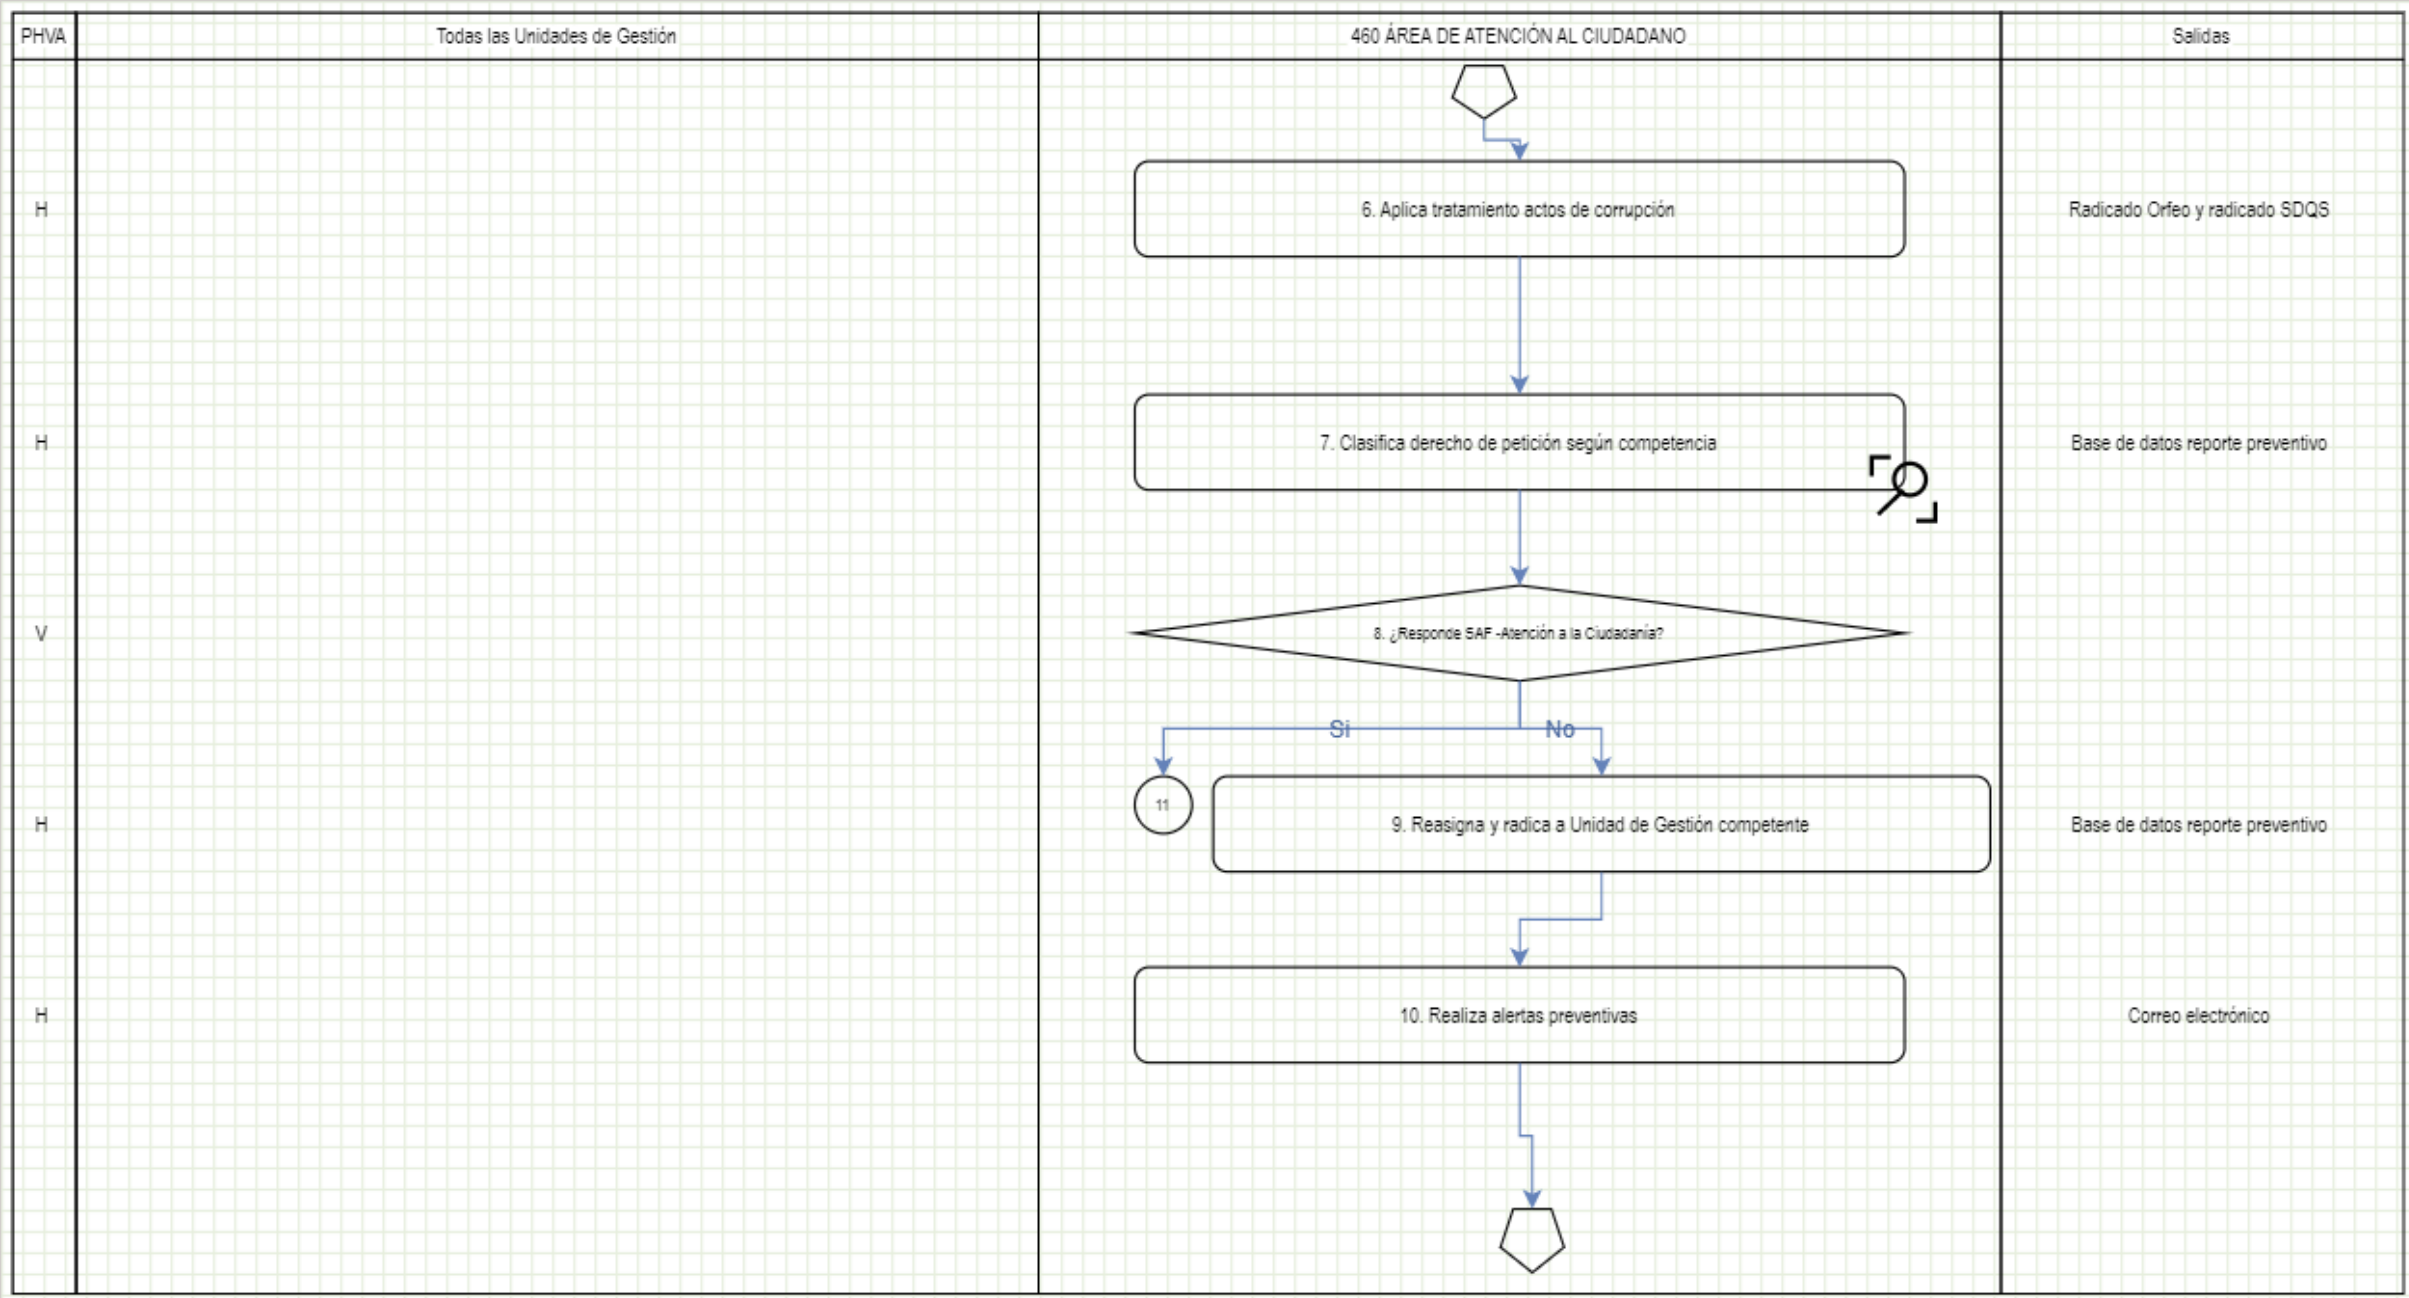 PHVA
Todas las Unidades de Gestión
460 ÁREA DE ATENCIÓN AL CIUDADANO
Salidas
H
6. Aplica tratamiento actos de corrupción
Radicado Orfeo y radicado SDQS
H
7. Clasifica derecho de petición según competencia
Base de datos reporte preventivo
V
8. ¿Responde SAF -Atención a la Ciudadanía?
Si
No
11
H
9. Reasigna y radica a Unidad de Gestión competente
Base de datos reporte preventivo
H
10. Realiza alertas preventivas
Correo electrónico